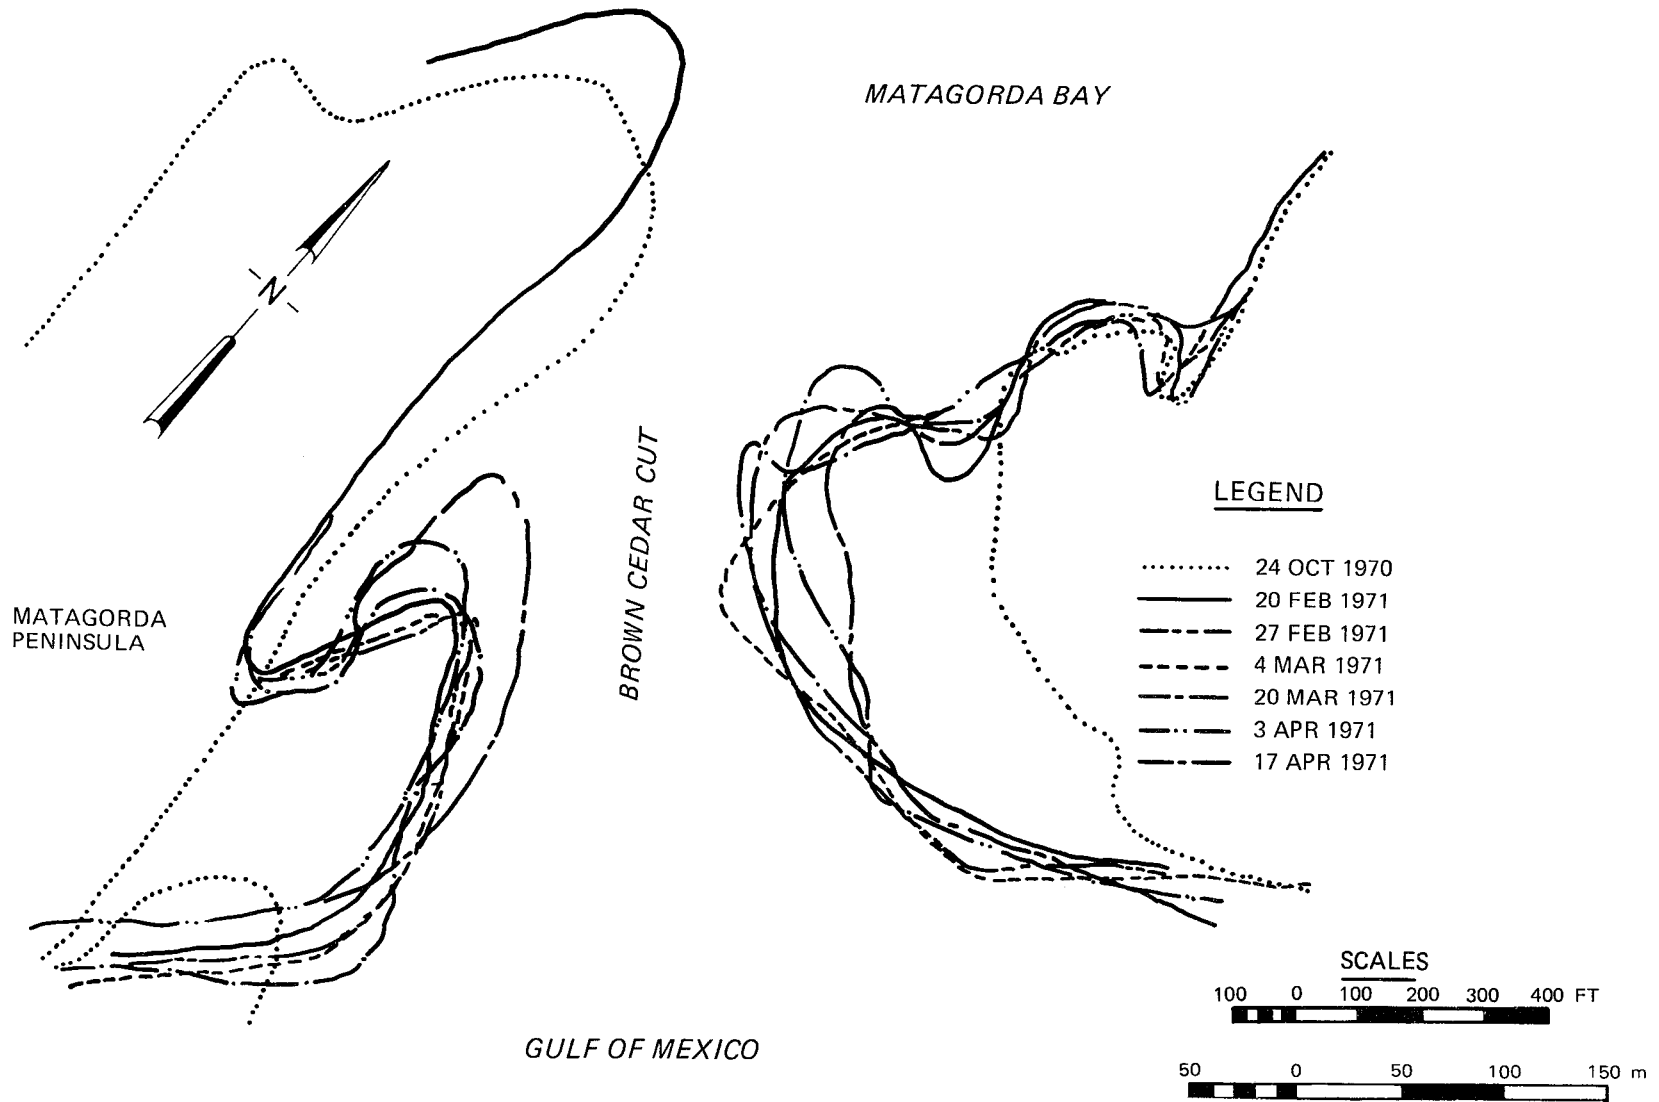 MATAGORDA BAY
N
MATAGORDA
PENINSULA
BROWN CEDAR CUT
LEGEND
24 OCT 1970
20 FEB 1971
27 FEB 1971
4 MAR 1971
20 MAR 1971
3 APR 1971
17 APR 1971
SCALES
100 0 100 200 300 400 FT
50 0 50 100 150 m
GULF OF MEXICO